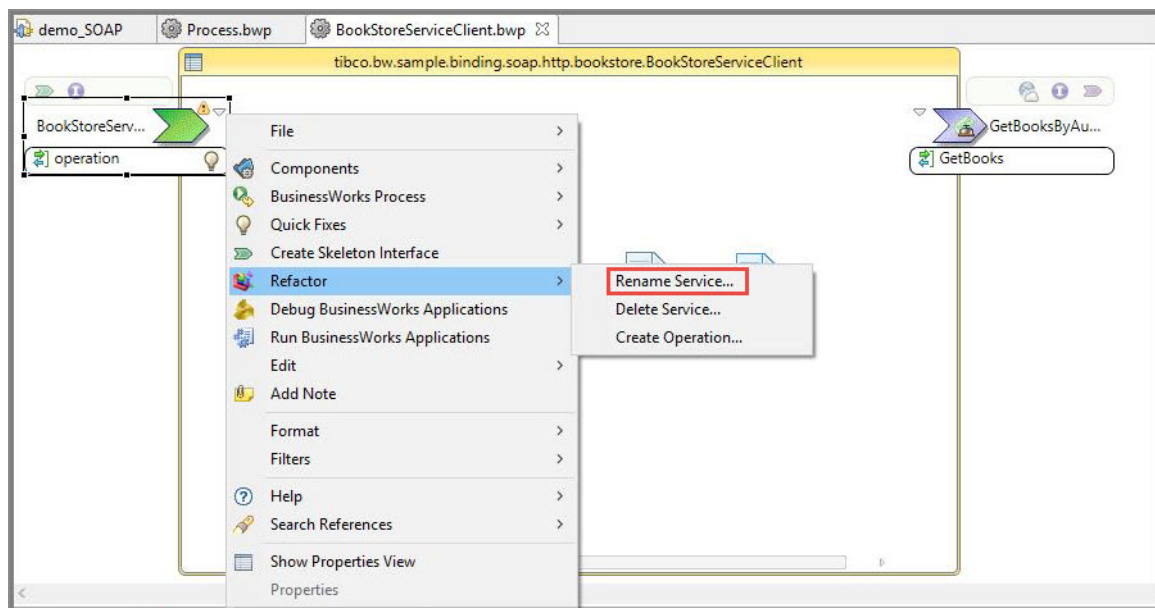 demo_SOAP
Process.bwp
BookStoreServiceClient.bwp
tibco.bw.sample.binding.soap.http.bookstore.BookStoreServiceClient
BookStoreServ...
operation
GetBooksByAu...
GetBooks
File
Components
BusinessWorks Process
Quick Fixes
Create Skeleton Interface
Refactor
Debug BusinessWorks Applications
Run BusinessWorks Applications
Edit
Add Note
Format
Filters
Help
Search References
Show Properties View
Properties
Rename Service...
Delete Service...
Create Operation...